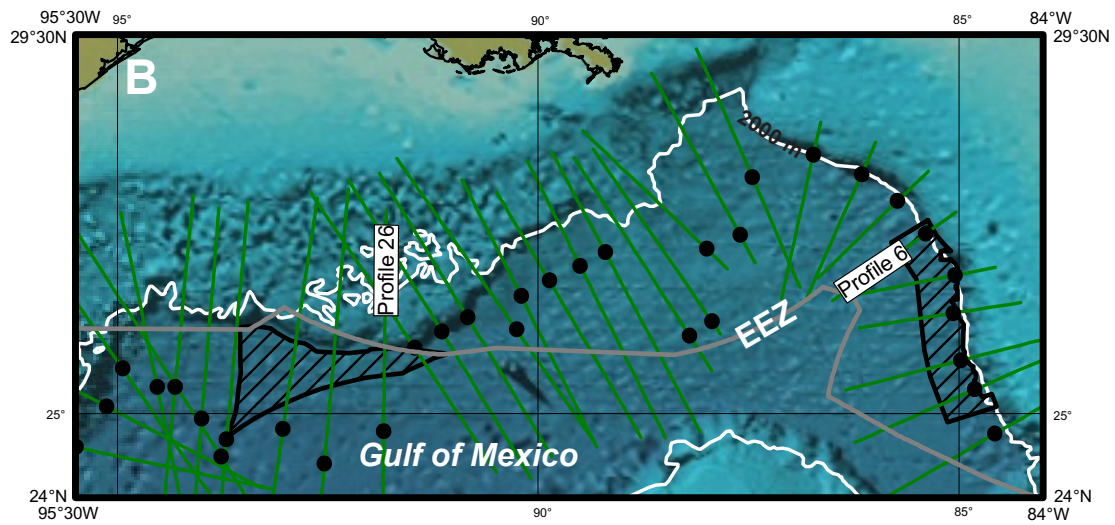 95°30W 95° 90° 85° 84°W
29°30N 29°30N
B
2000 m
Profile 26
Profile 6
EEZ
25° 25°
Gulf of Mexico
24°N 24°N
95°30W 90° 85° 84°W